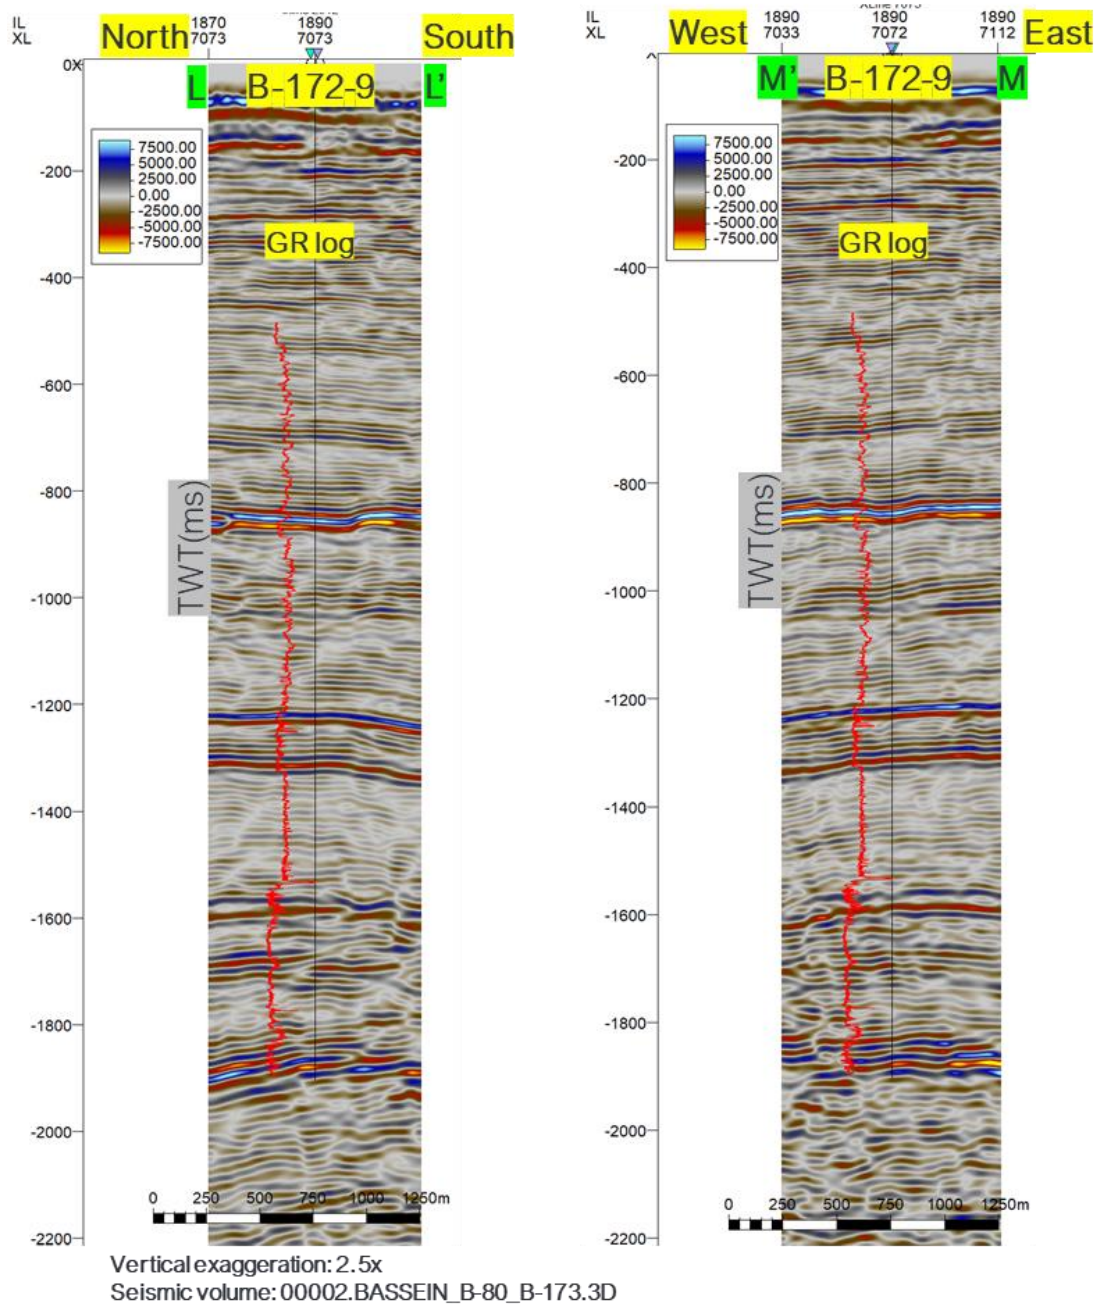 IL 1870 1890
XL 7073 7073
North South
0
L B-172-9 L'
7500.00
5000.00
2500.00
0.00
-2500.00
-5000.00
-7500.00
GR log
TWT(ms)
-200
-400
-600
-800
-1000
-1200
-1400
-1600
-1800
-2000
-2200
0 250 500 750 1000 1250m
IL 1890 1890 1890
XL 7033 7072 7112
West East
M' B-172-9 M
7500.00
5000.00
2500.00
0.00
-2500.00
-5000.00
-7500.00
GR log
TWT(ms)
-200
-400
-600
-800
-1000
-1200
-1400
-1600
-1800
-2000
-2200
0 250 500 750 1000 1250m
Vertical exaggeration: 2.5x
Seismic volume: 00002.BASSEIN_B-80_B-173.3D